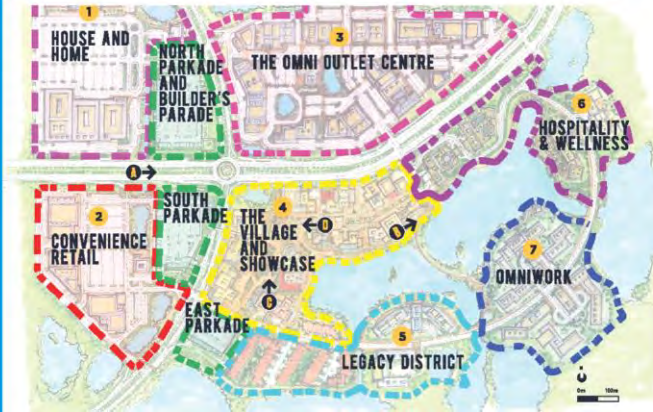 1
HOUSE AND
HOME
NORTH
PARKADE
AND
BUILDER'S
PARADE
3
THE OMNI OUTLET CENTRE
6
HOSPITALITY
& WELLNESS
A
2
CONVENIENCE
RETAIL
SOUTH
PARKADE
4
THE
VILLAGE
AND
SHOWCASE
D
C
7
OMNIWORK
EAST
PARKADE
5
LEGACY DISTRICT
0m 150m